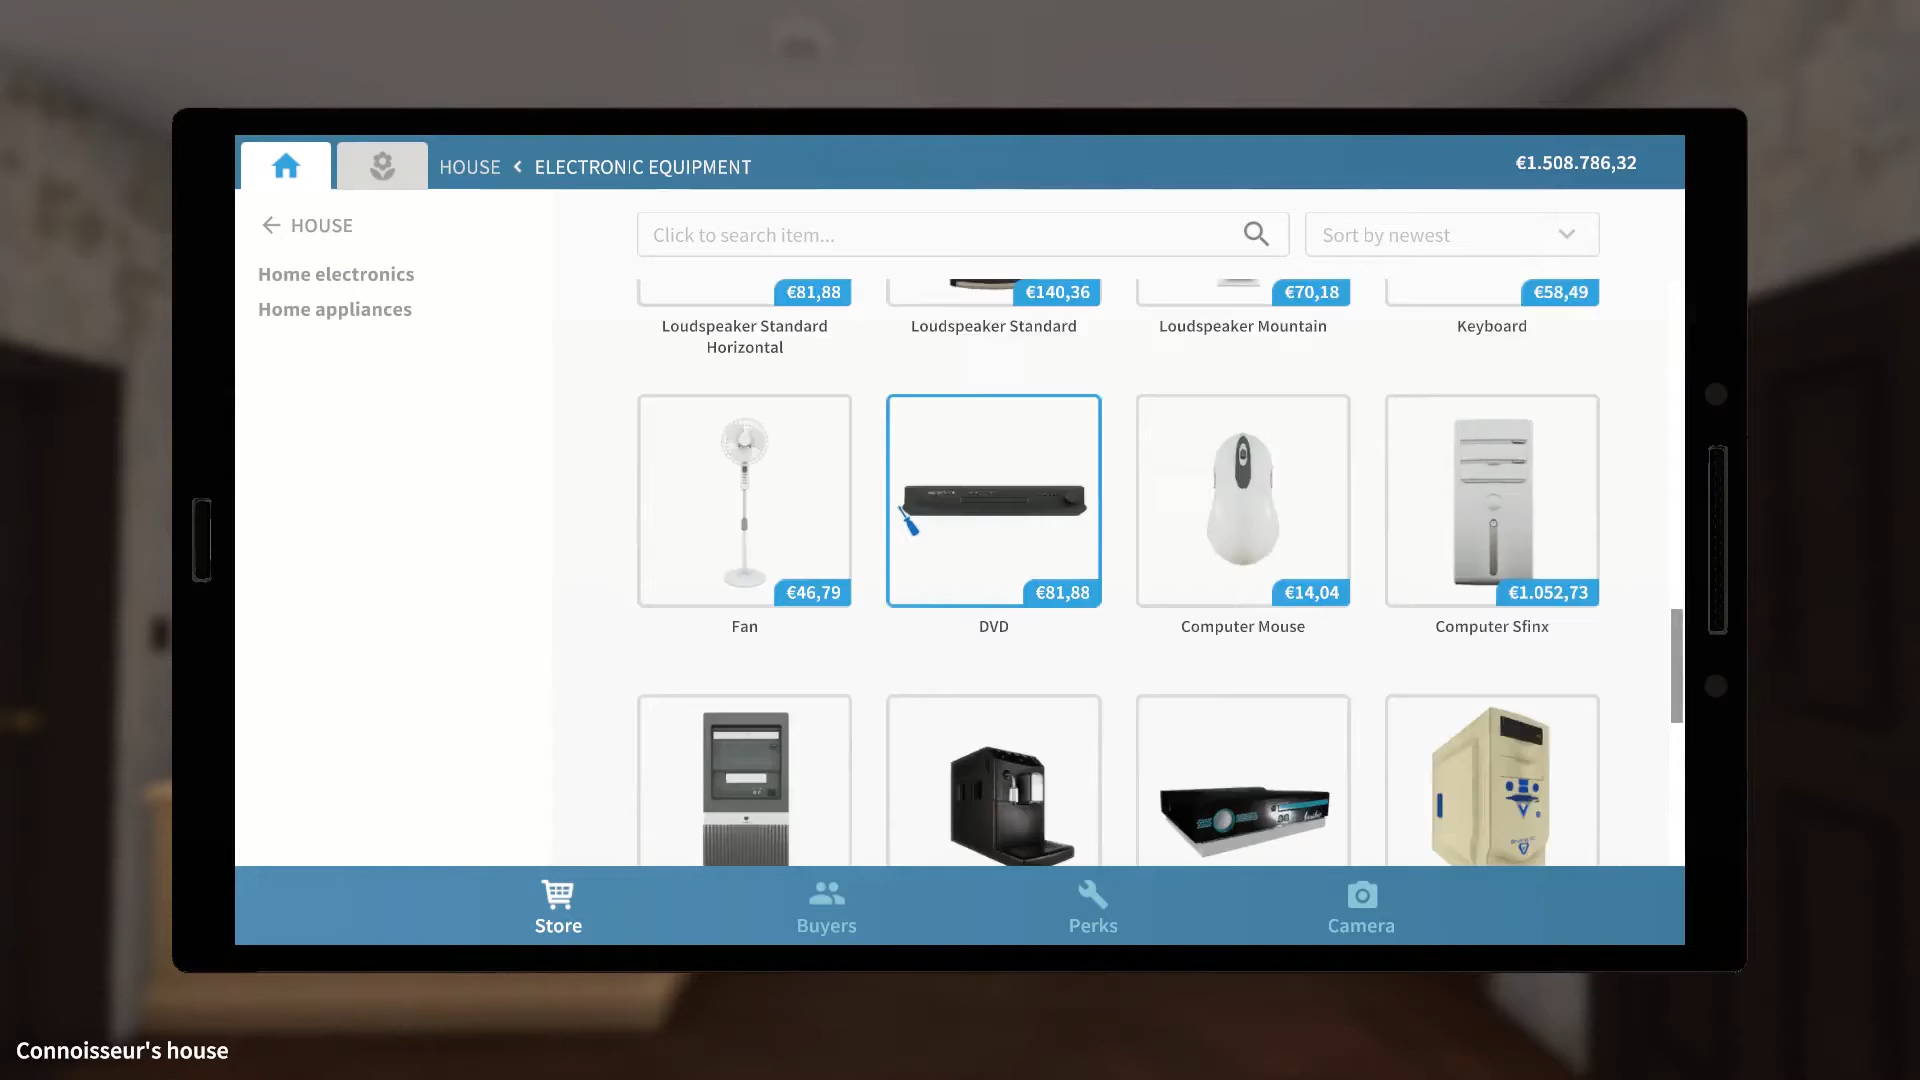 HOUSE < ELECTRONIC EQUIPMENT
€1.508.786,32
HOUSE
Home electronics
Home appliances
Click to search item...
Sort by newest
€81,88
€140,36
€70,18
€58,49
Loudspeaker Standard
Horizontal
Loudspeaker Standard
Loudspeaker Mountain
Keyboard
€46,79
€81,88
€14,04
€1.052,73
Fan
DVD
Computer Mouse
Computer Sfinx
Store
Buyers
Perks
Camera
Connoisseur's house